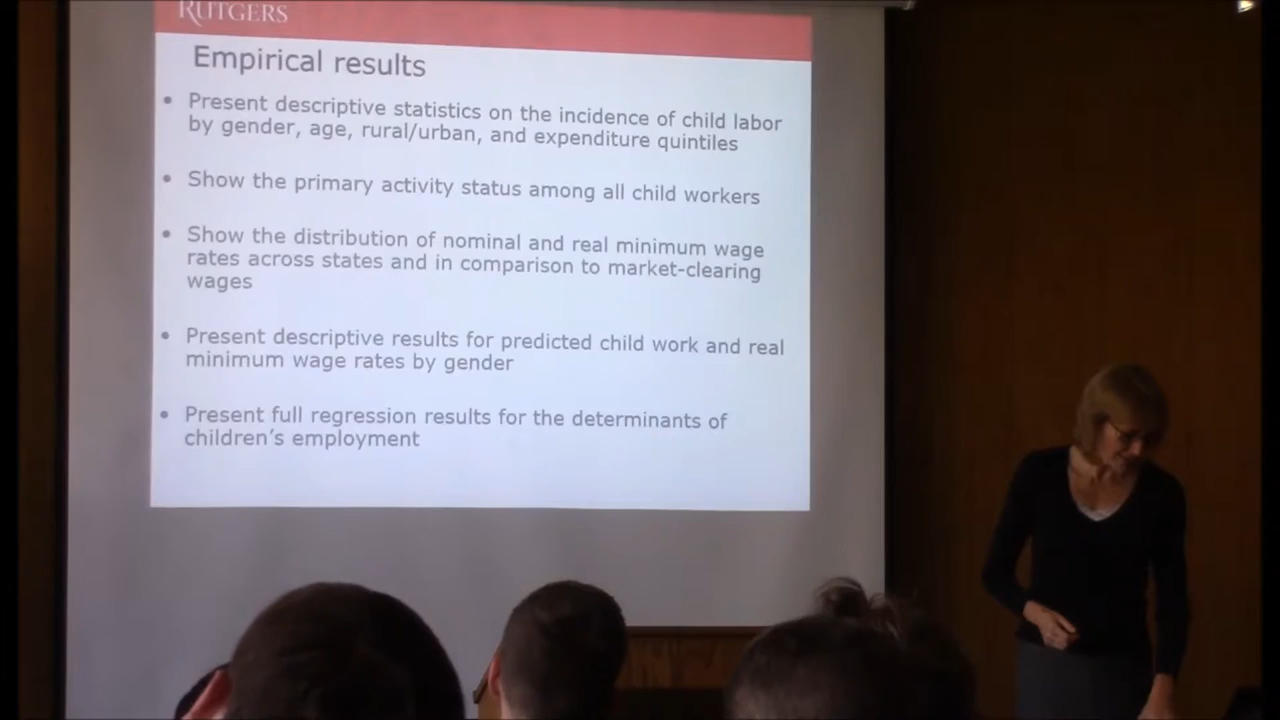 RUTGERS
Empirical results
• Present descriptive statistics on the incidence of child labor
by gender, age, rural/urban, and expenditure quintiles
• Show the primary activity status among all child workers
• Show the distribution of nominal and real minimum wage
rates across states and in comparison to market-clearing
wages
• Present descriptive results for predicted child work and real
minimum wage rates by gender
• Present full regression results for the determinants of
children's employment